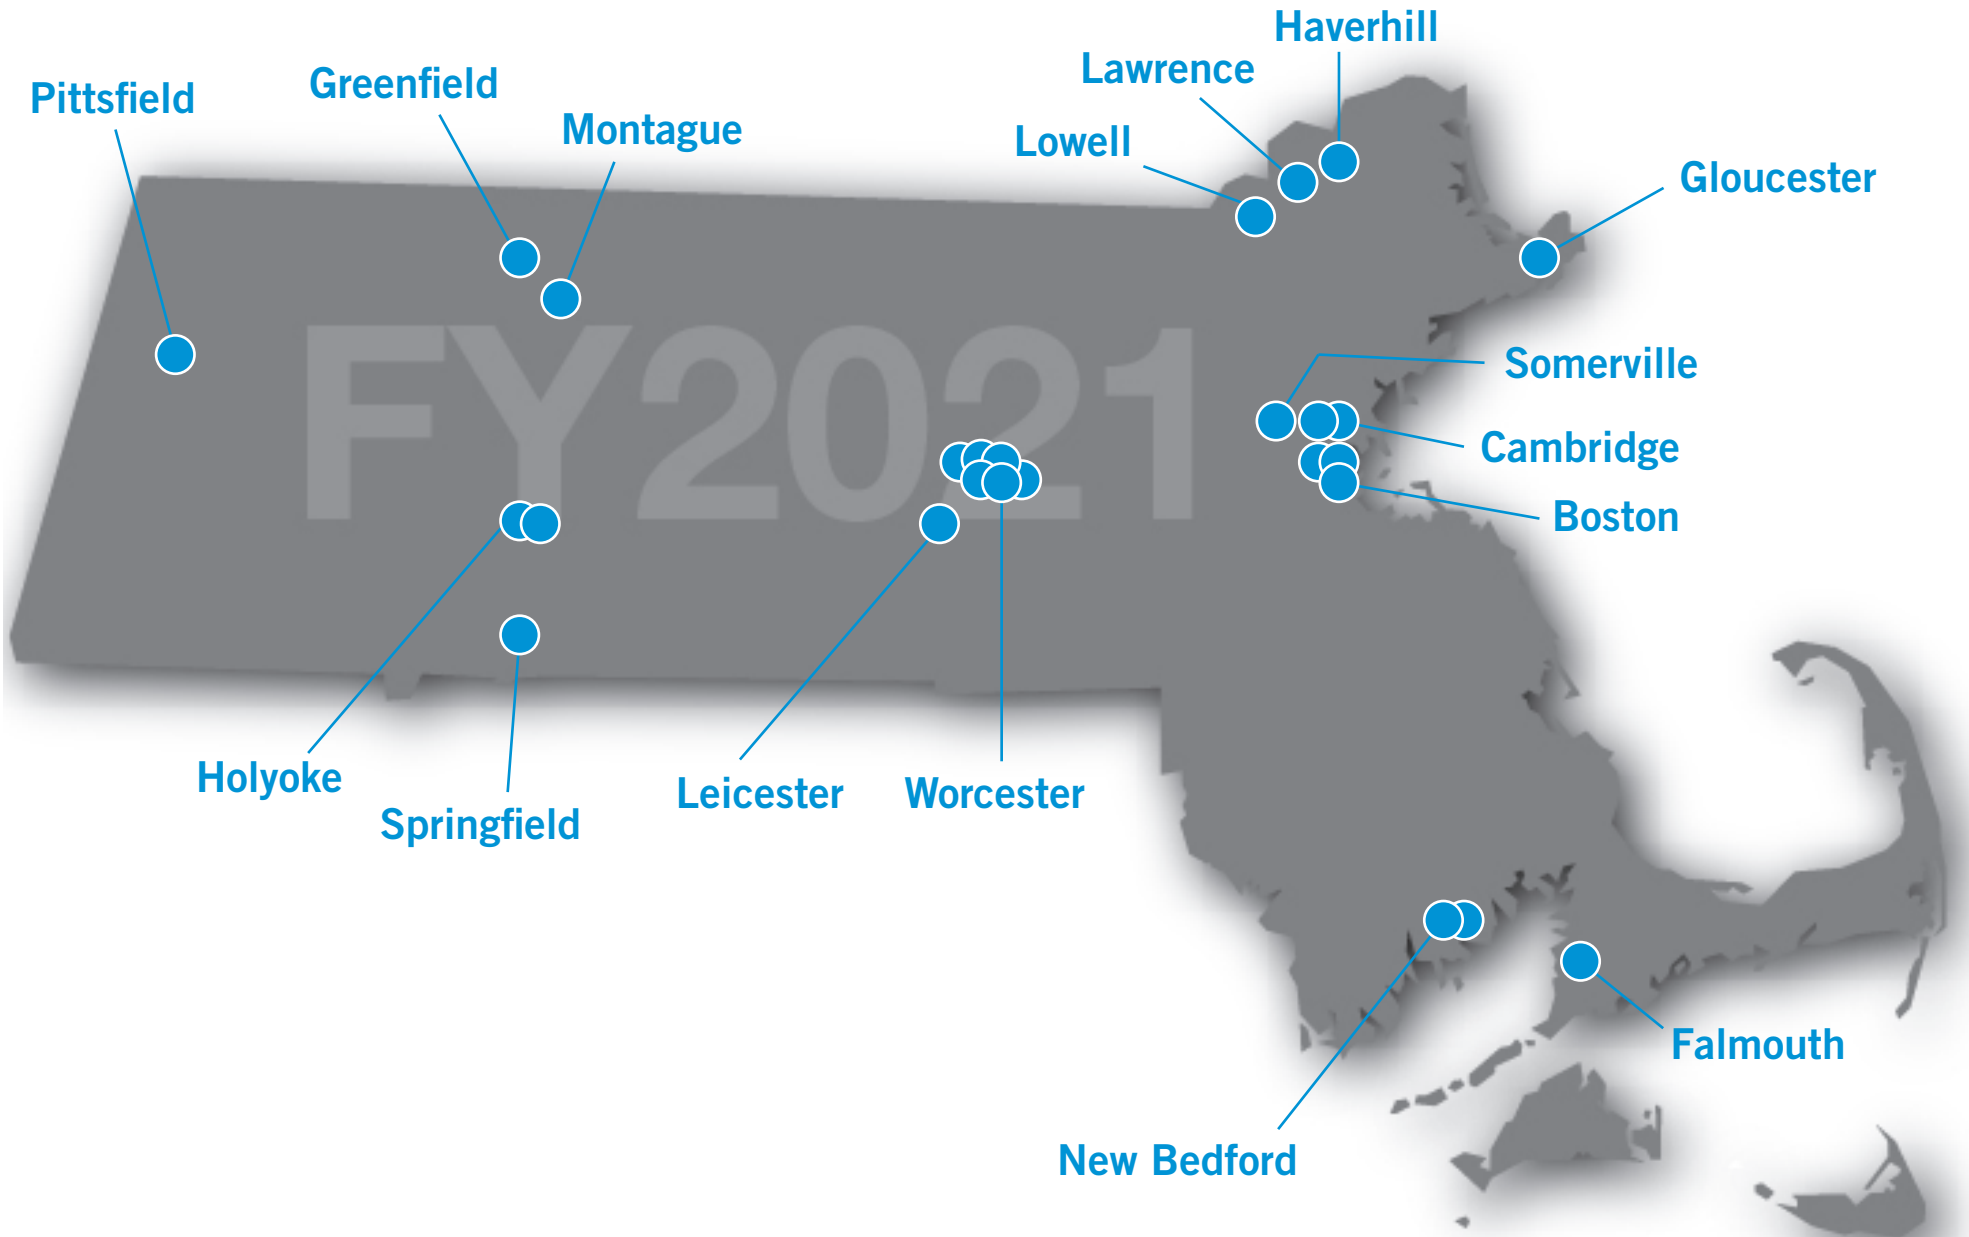 Haverhill
Lawrence
Greenfield
Pittsfield
Montague
Lowell
Gloucester
FY2021
Somerville
Cambridge
Boston
Holyoke
Leicester
Worcester
Springfield
Falmouth
New Bedford